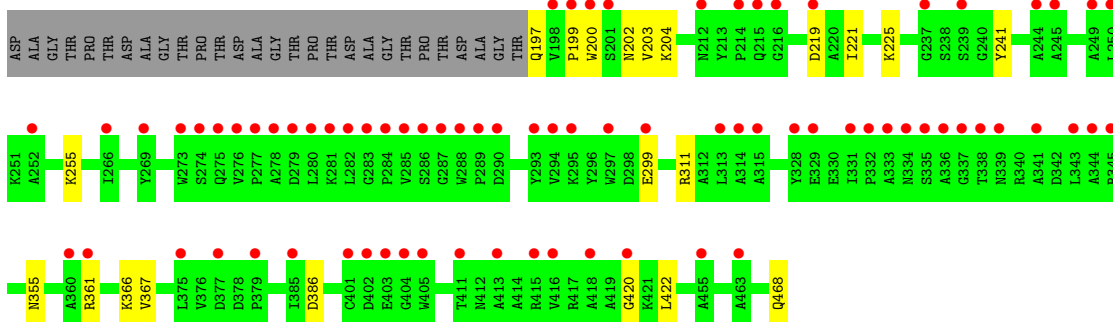 ASP ALA GLY THR PRO THR ASP ALA GLY THR PRO THR ASP ALA GLY THR PRO THR ASP ALA GLY THR PRO THR ASP ALA GLY THR Q197 V198 P199 W200 S201 N202 V203 K204 N212 Y213 P214 Q215 G216 D219 A220 I221 K225 G237 S238 S239 G240 Y241 A244 A245 A249 I250
K251 A252 K255 I266 Y269 W273 S274 Q275 V276 P277 A278 D279 L280 K281 L282 G283 P284 V285 S286 G287 W288 P289 D290 Y293 V294 K295 Y296 W297 D298 E299 R311 A312 L313 A314 A315 Y328 E329 E330 I331 P332 A333 N334 S335 A336 G337 T338 N339 R340 A341 D342 L343 A344 R345
N355 A360 R361 K366 V367 L375 V376 D377 D378 P379 I385 D386 C401 D402 E403 G404 W405 T411 N412 A413 A414 R415 V416 R417 A418 A419 G420 K421 L422 A455 A463 Q468